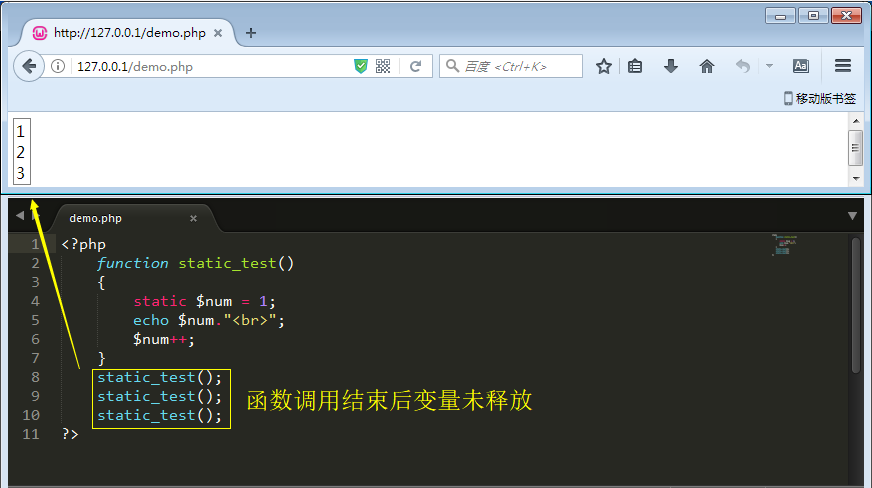 http://127.0.0.1/demo.php
127.0.0.1/demo.php
百度 <Ctrl+K>
移动版书签
1
2
3
demo.php
1 <?php
2 function static_test()
3 {
4 static $num = 1;
5 echo $num."<br>";
6 $num++;
7 }
8 static_test();
9 static_test();
10 static_test();
函数调用结束后变量未释放
11 ?>